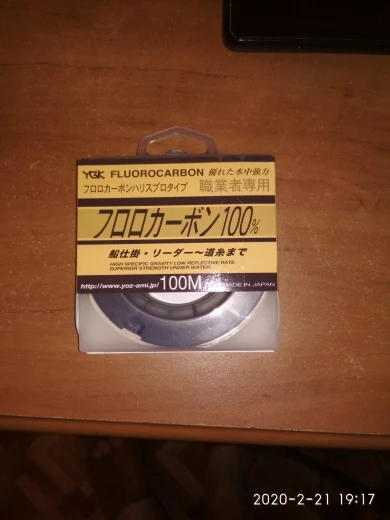 YGK FLUOROCARBON 優れた水中強力
フロロカーボンハリスプロタイプ 職業者専用
フロロカーボン100%
船仕掛・リーダー〜道糸まで
HIGH SPECIFIC GRAVITY LOW REFLECTIVE RATE.
SUPERIOR STRENGTH UNDER WATER.
http://www.yoz-ami.jp/ 100M MADE IN JAPAN
2020-2-21 19:17